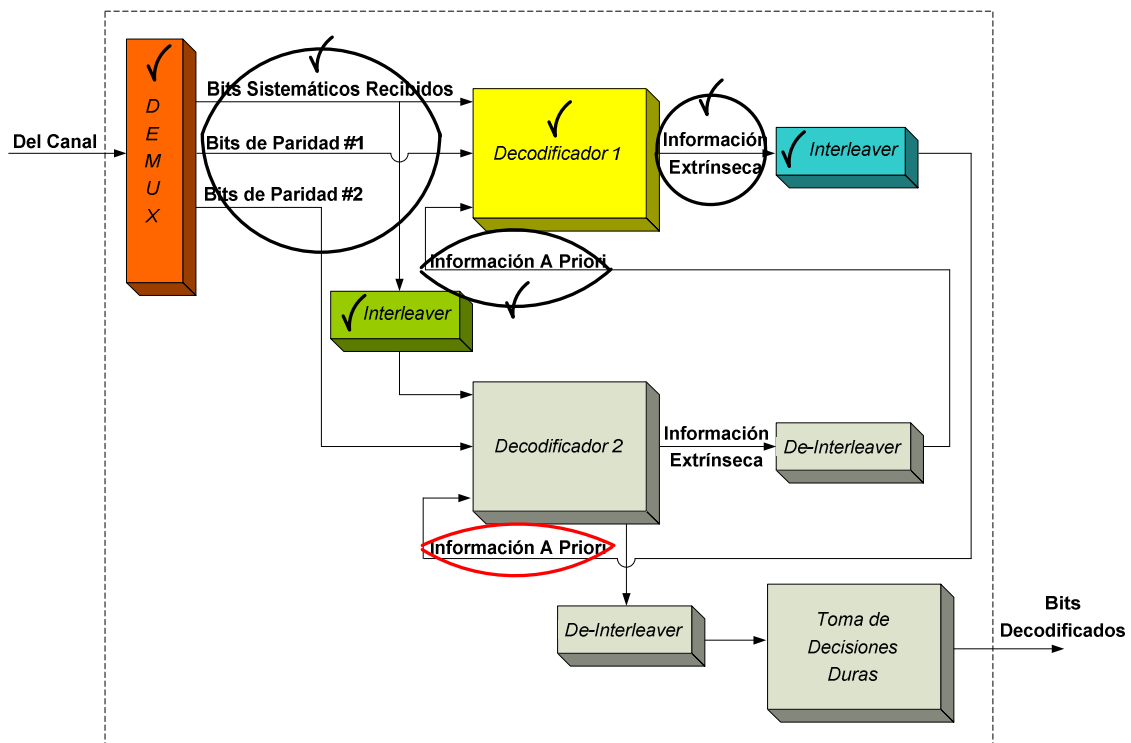 Bits Sistemáticos Recibidos
Del Canal
D
E
M
U
X
Bits de Paridad #1
Bits de Paridad #2
Decodificador 1
Información
Extrínseca
Interleaver
Información A Priori
Interleaver
Decodificador 2
Información
Extrínseca
De-Interleaver
Información A Priori
De-Interleaver
Toma de
Decisiones
Duras
Bits
Decodificados